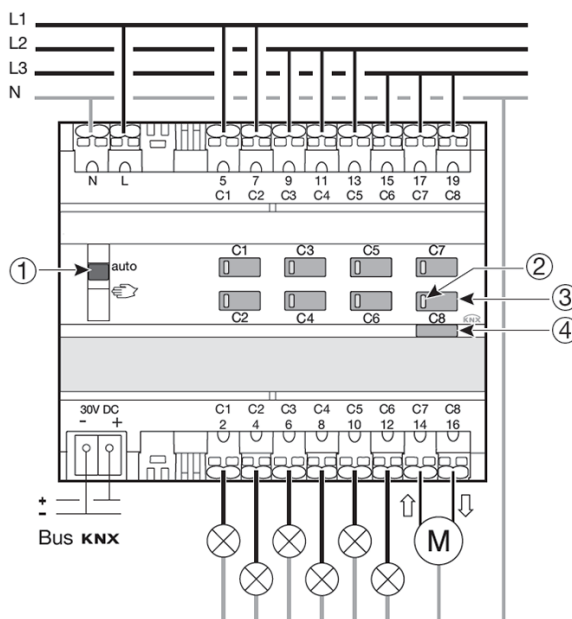 L1
L2
L3
N
N L 5 7 9 11 13 15 17 19
C1 C2 C3 C4 C5 C6 C7 C8
C1 C3 C5 C7
① auto ②
③
C2 C4 C6 C8 KNX
④
30V DC C1 C2 C3 C4 C5 C6 C7 C8
- + 2 4 6 8 10 12 14 16
+
-
Bus KNX
M